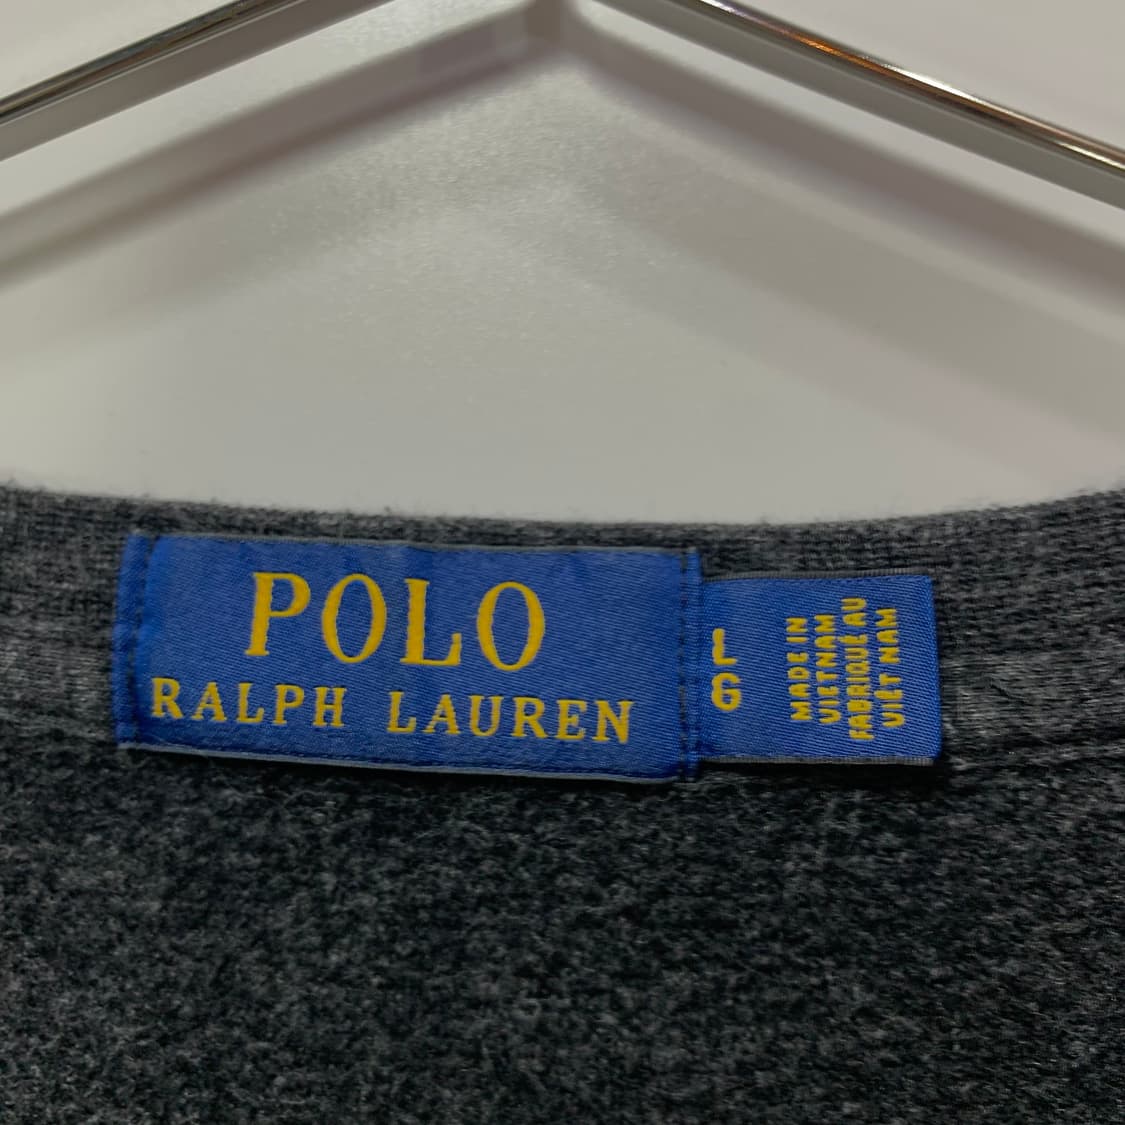 POLO
RALPH LAUREN
L
G
MADE IN
VIETNAM
FABRIQUÉ AU
VIÊT NAM